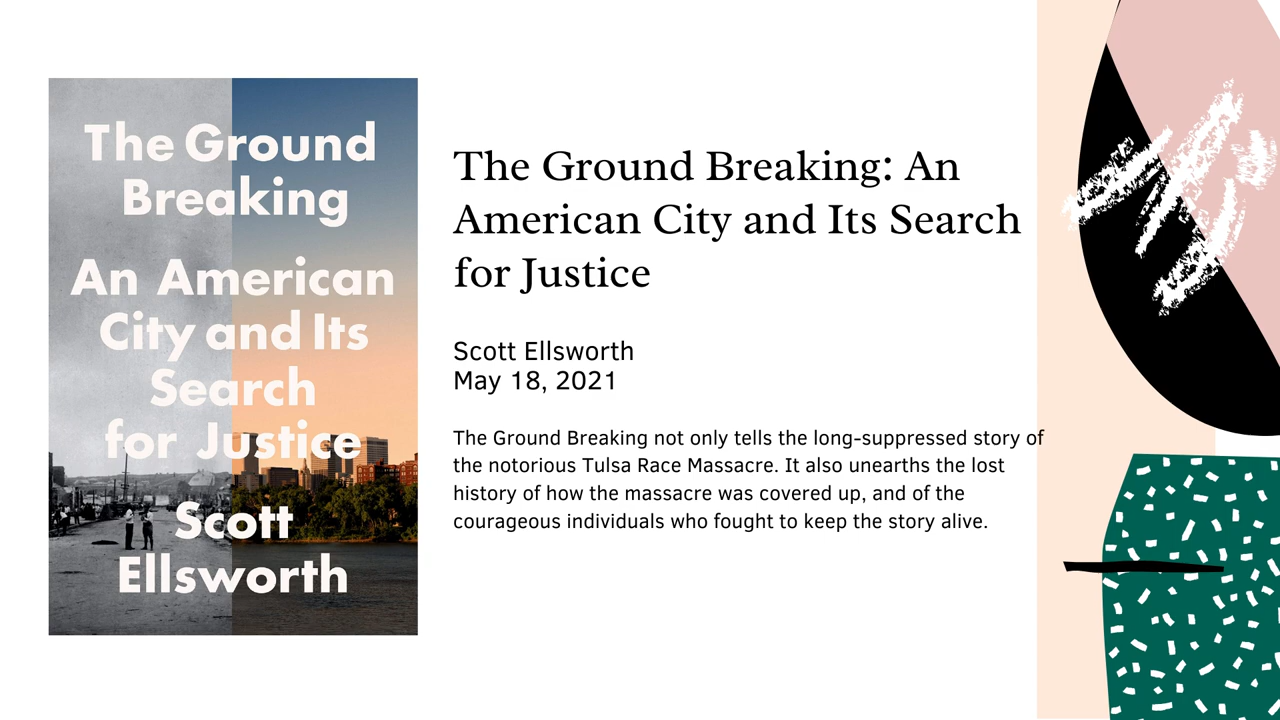 The Ground
Breaking
An American
City and Its
Search
for Justice
Scott
Ellsworth
The Ground Breaking: An
American City and Its Search
for Justice
Scott Ellsworth
May 18, 2021
The Ground Breaking not only tells the long-suppressed story of
the notorious Tulsa Race Massacre. It also unearths the lost
history of how the massacre was covered up, and of the
courageous individuals who fought to keep the story alive.